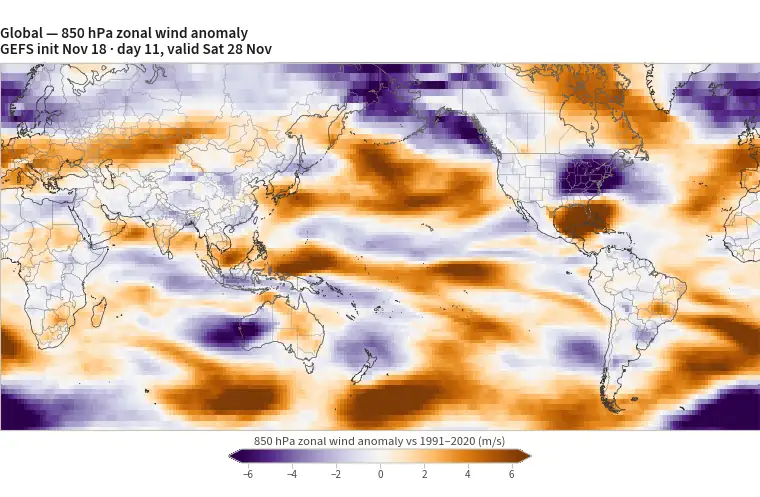 Global — 850 hPa zonal wind anomaly
GEFS init Nov 18 · day 11, valid Sat 28 Nov
850 hPa zonal wind anomaly vs 1991–2020 (m/s)
−6 −4 −2 0 2 4 6